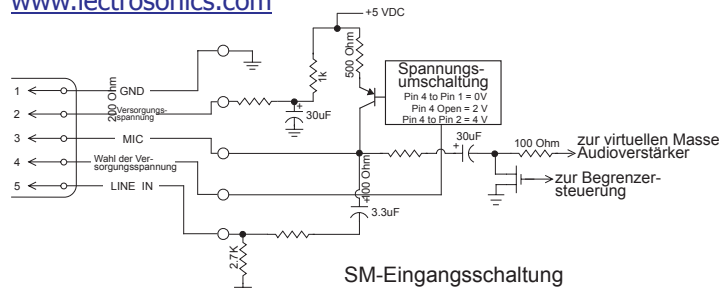 www.lectrosonics.com
+5 VDC
500 Ohm
1k
Spannungs-
umschaltung
Pin 4 to Pin 1 = 0V
Pin 4 Open = 2 V
Pin 4 to Pin 2 = 4 V
1
GND
200 Ohm
2
Versorgungs-
spannung
+
30uF
3
MIC
30uF
+
100 Ohm
zur virtuellen Masse
Audioverstärker
4
Wahl der Ver-
sorgungsspannung
100 Ohm
zur Begrenzer-
steuerung
5
LINE IN
+
3.3uF
2.7K
SM-Eingangsschaltung